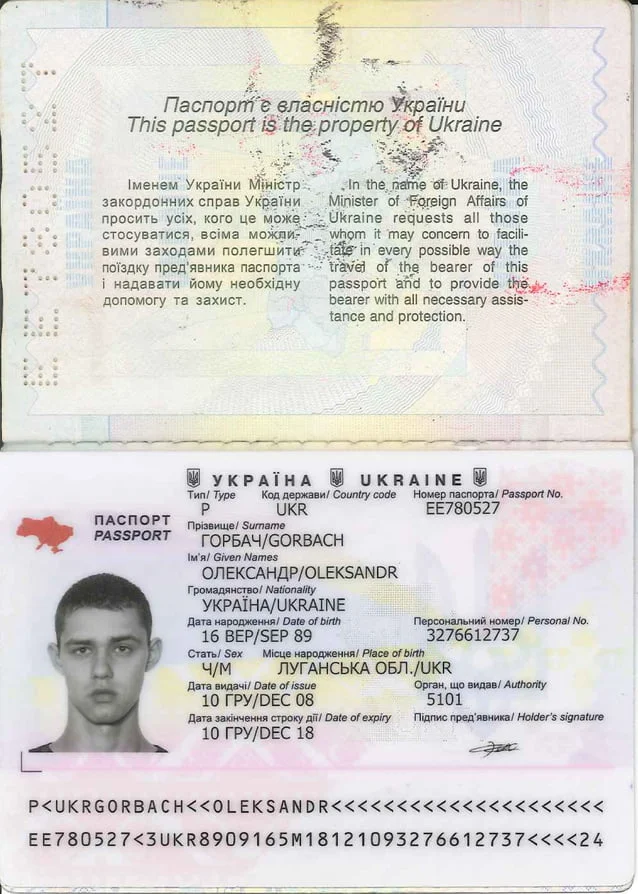 Паспорт є власністю України
This passport is the property of Ukraine
Іменем України Міністр
закордонних справ України
просить усіх, кого це може
стосуватися, всіма можли-
вими заходами полегшити
поїздку пред'явника паспорта
і надавати йому необхідну
допомогу та захист.
In the name of Ukraine, the
Minister of Foreign Affairs of
Ukraine requests all those
whom it may concern to facili-
tate in every possible way the
travel of the bearer of this
passport and to provide the
bearer with all necessary assis-
tance and protection.
УКРАЇНА UKRAINE
ПАСПОРТ
PASSPORT
Тип/ Type Код держави/ Country code Номер паспорта/ Passport No.
P UKR EE780527
Прізвище/ Surname
ГОРБАЧ/GORBACH
Ім'я/ Given Names
ОЛЕКСАНДР/OLEKSANDR
Громадянство/ Nationality
УКРАЇНА/UKRAINE
Дата народження/ Date of birth Персональний номер/ Personal No.
16 ВЕР/SEP 89 3276612737
Стать/ Sex Місце народження/ Place of birth
Ч/M ЛУГАНСЬКА ОБЛ./UKR
Дата видачі/ Date of issue Орган, що видав/ Authority
10 ГРУ/DEC 08 5101
Дата закінчення строку дії/ Date of expiry Підпис пред'явника/ Holder's signature
10 ГРУ/DEC 18
P<UKRGORBACH<<OLEKSANDR<<<<<<<<<<<<<<<<<<<<<
EE780527<3UKR8909165M18121093276612737<<<<24